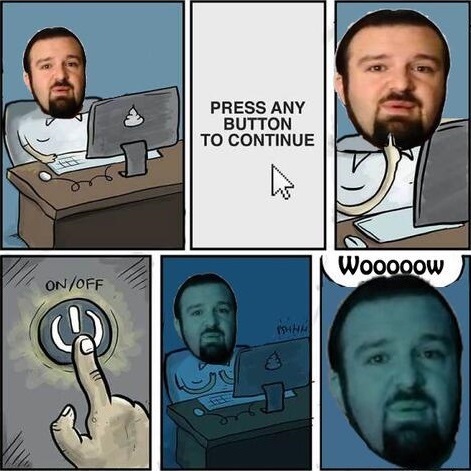 PRESS ANY
BUTTON
TO CONTINUE
ON/OFF
Wooooow